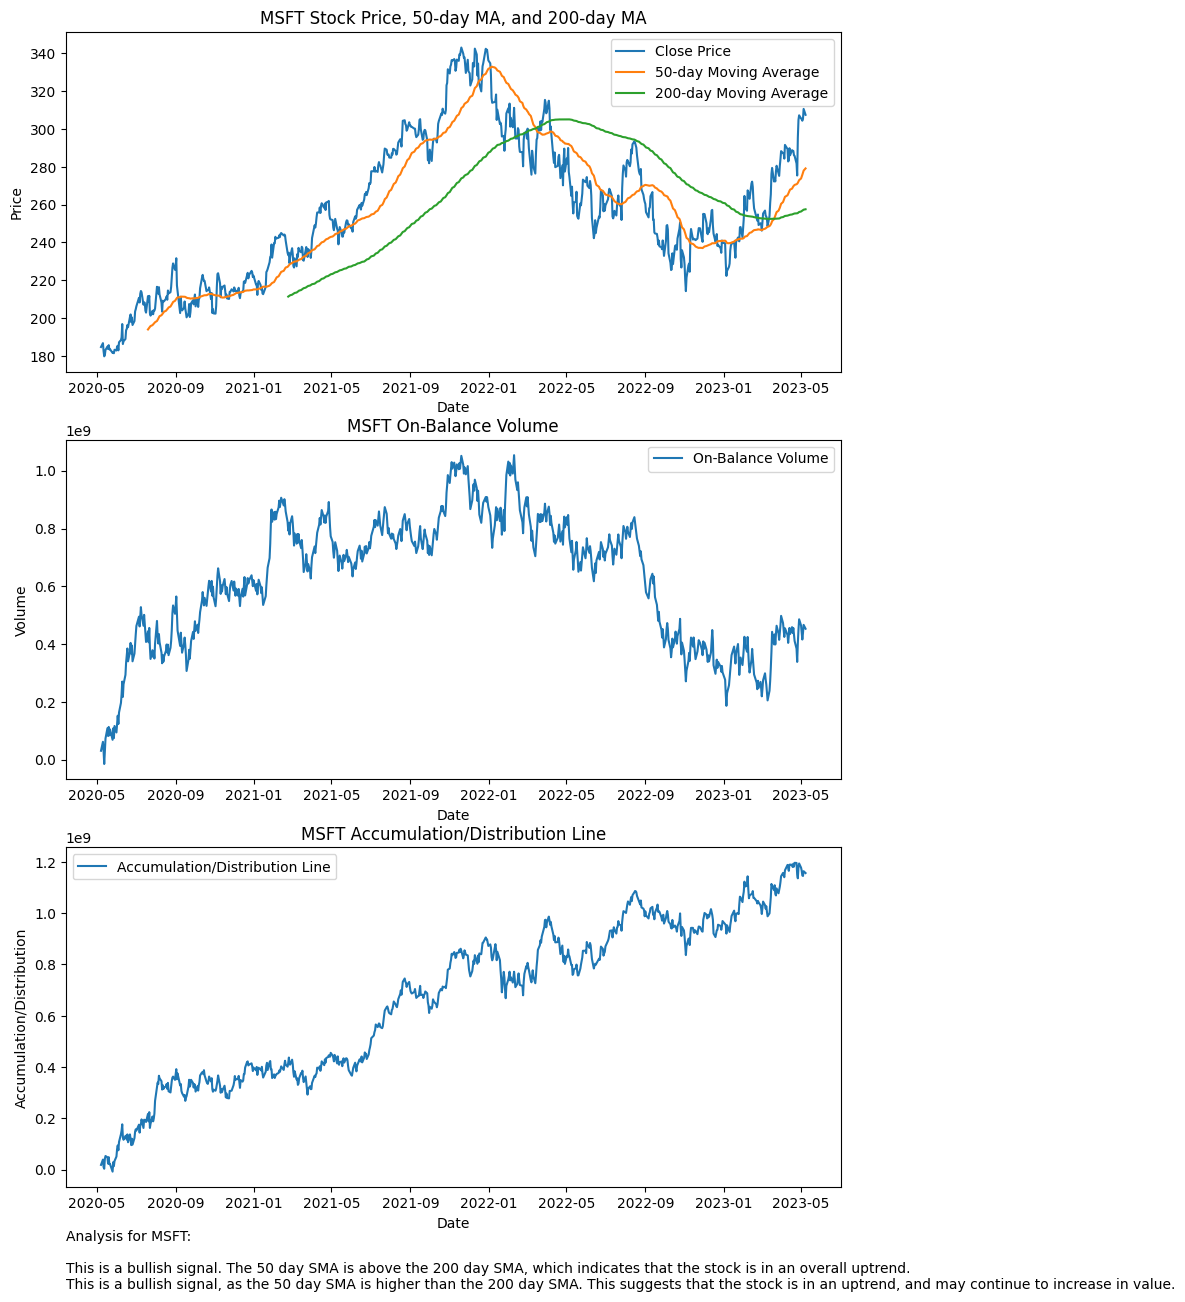 MSFT Stock Price, 50-day MA, and 200-day MA
Close Price
50-day Moving Average
200-day Moving Average
Price
340
320
300
280
260
240
220
200
180
2020-05 2020-09 2021-01 2021-05 2021-09 2022-01 2022-05 2022-09 2023-01 2023-05
Date
MSFT On-Balance Volume
1e9
On-Balance Volume
Volume
1.0
0.8
0.6
0.4
0.2
0.0
2020-05 2020-09 2021-01 2021-05 2021-09 2022-01 2022-05 2022-09 2023-01 2023-05
Date
MSFT Accumulation/Distribution Line
1e9
Accumulation/Distribution Line
Accumulation/Distribution
1.2
1.0
0.8
0.6
0.4
0.2
0.0
2020-05 2020-09 2021-01 2021-05 2021-09 2022-01 2022-05 2022-09 2023-01 2023-05
Date
Analysis for MSFT:
This is a bullish signal. The 50 day SMA is above the 200 day SMA, which indicates that the stock is in an overall uptrend.
This is a bullish signal, as the 50 day SMA is higher than the 200 day SMA. This suggests that the stock is in an uptrend, and may continue to increase in value.